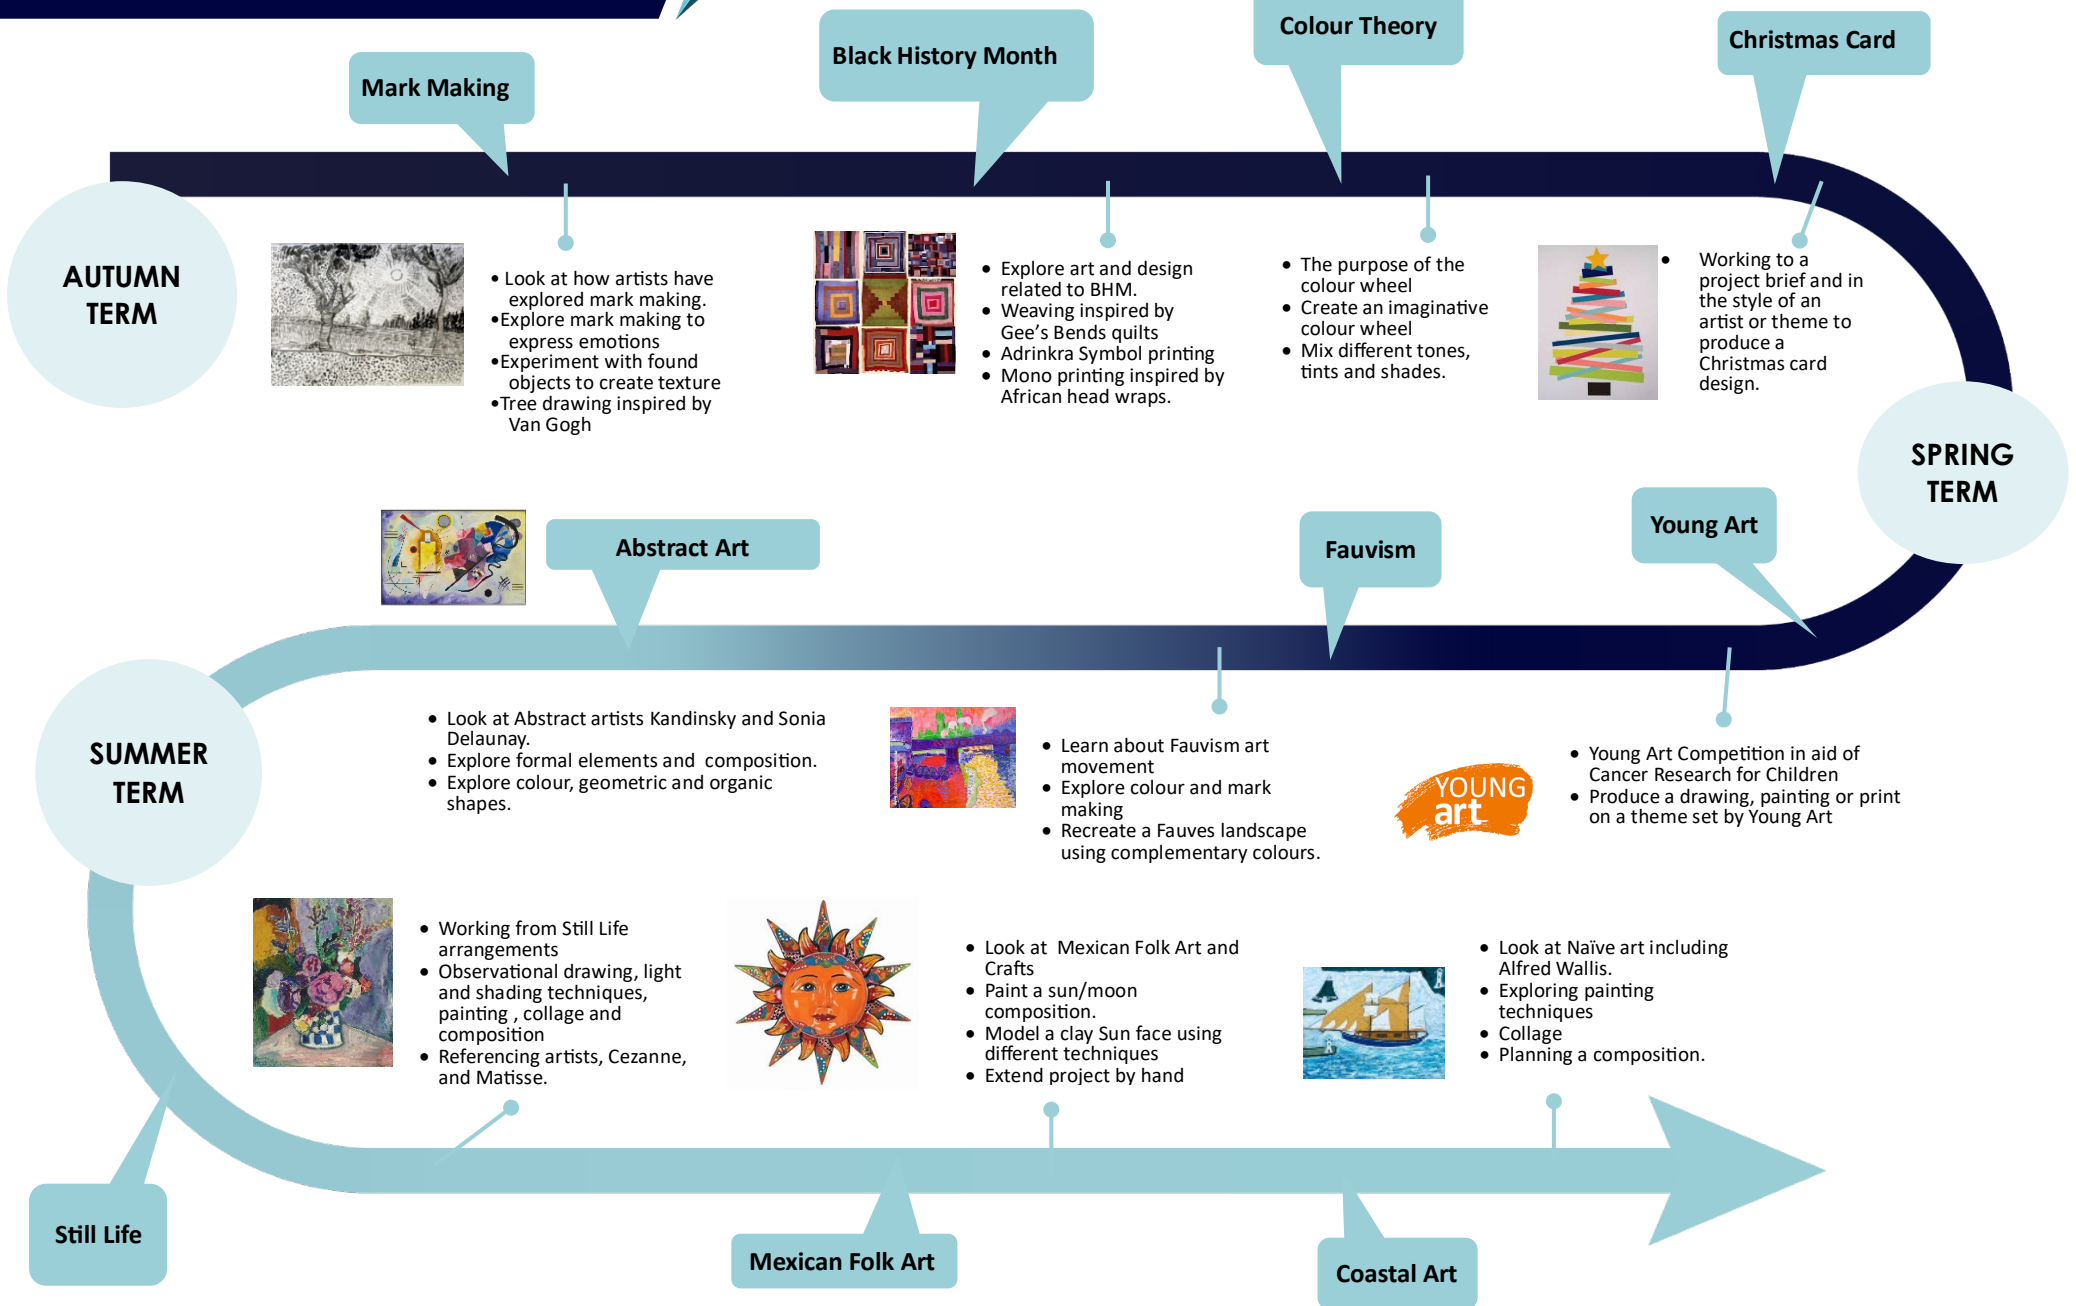 Mark Making
Black History Month
Colour Theory
Christmas Card
AUTUMN
TERM
• Look at how artists have
explored mark making.
•Explore mark making to
express emotions
•Experiment with found
objects to create texture
•Tree drawing inspired by
Van Gogh
• Explore art and design
related to BHM.
• Weaving inspired by
Gee's Bends quilts
• Adrinkra Symbol printing
• Mono printing inspired by
African head wraps.
• The purpose of the
colour wheel
• Create an imaginative
colour wheel
• Mix different tones,
tints and shades.
• Working to a
project brief and in
the style of an
artist or theme to
produce a
Christmas card
design.
SPRING
TERM
Young Art
Fauvism
Abstract Art
• Young Art Competition in aid of
Cancer Research for Children
• Produce a drawing, painting or print
on a theme set by Young Art
YOUNG
art
• Learn about Fauvism art
movement
• Explore colour and mark
making
• Recreate a Fauves landscape
using complementary colours.
• Look at Abstract artists Kandinsky and Sonia
Delaunay.
• Explore formal elements and  composition.
• Explore colour, geometric and organic
shapes.
SUMMER
TERM
• Working from Still Life
arrangements
• Observational drawing, light
and shading techniques,
painting , collage and
composition
• Referencing artists, Cezanne,
and Matisse.
• Look at  Mexican Folk Art and
Crafts
• Paint a sun/moon
composition.
• Model a clay Sun face using
different techniques
• Extend project by hand
• Look at Naïve art including
Alfred Wallis.
• Exploring painting
techniques
• Collage
• Planning a composition.
Still Life
Mexican Folk Art
Coastal Art